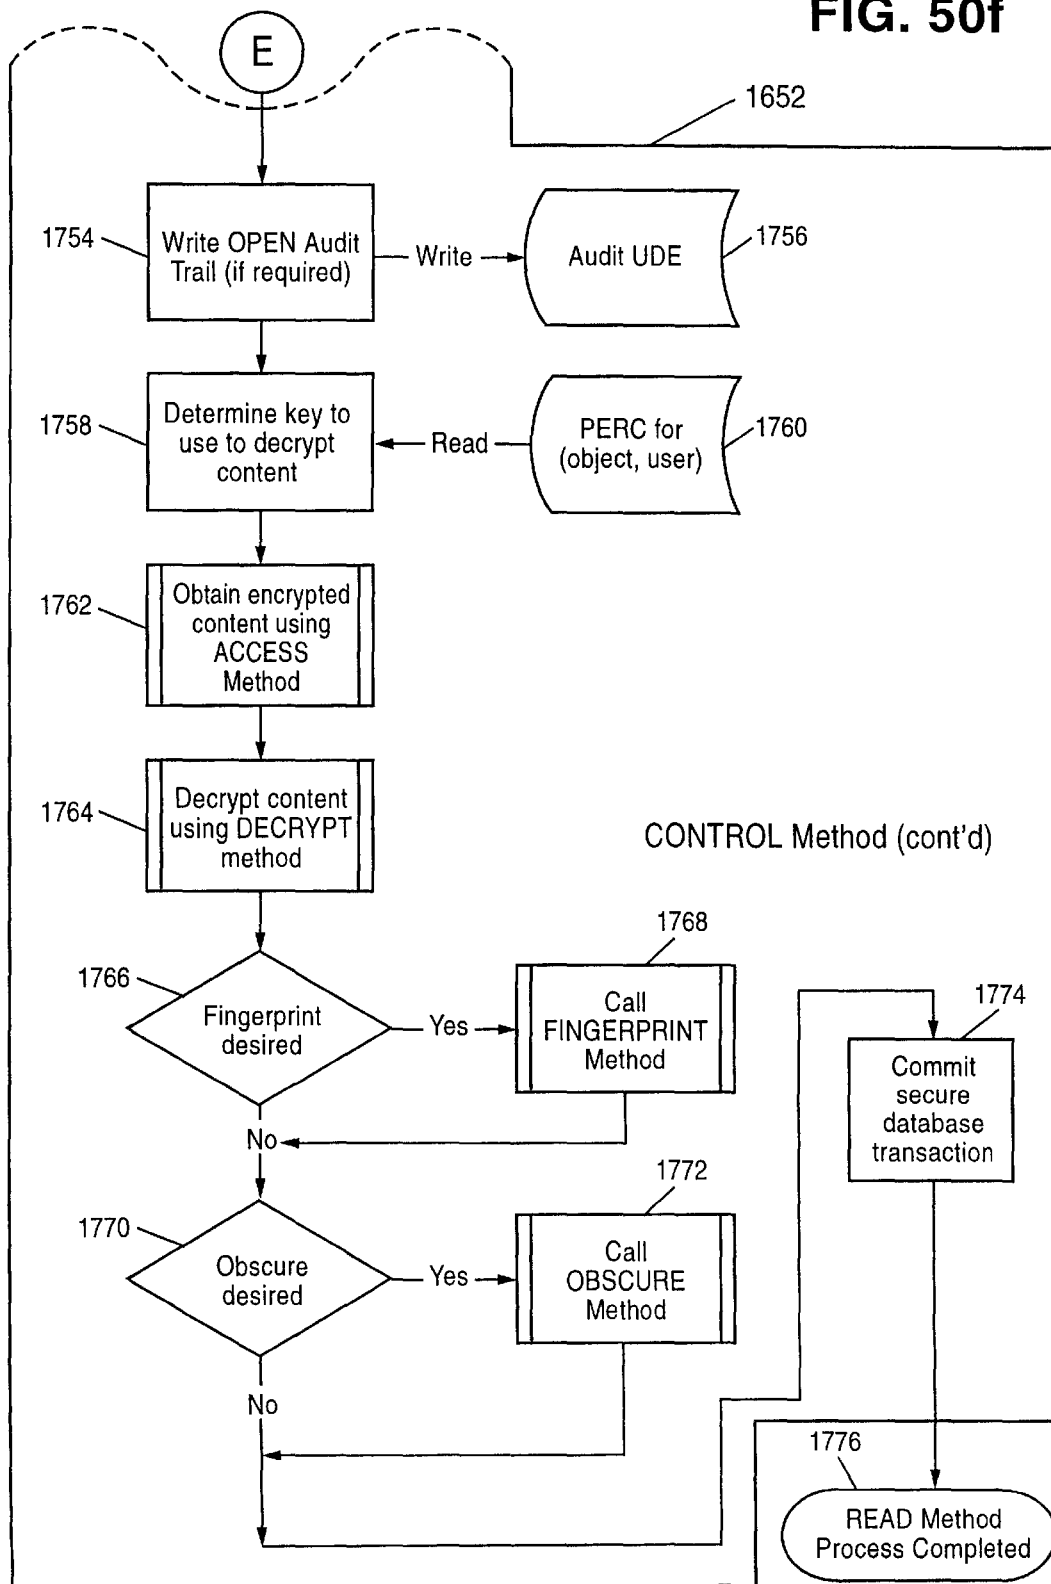 FIG. 50f
E
1652
1754
Write OPEN Audit
Trail (if required)
Write
Audit UDE
1756
1758
Determine key to
use to decrypt
content
Read
PERC for
(object, user)
1760
1762
Obtain encrypted
content using
ACCESS
Method
1764
Decrypt content
using DECRYPT
method
CONTROL Method (cont'd)
1766
Fingerprint
desired
Yes
1768
Call
FINGERPRINT
Method
No
1770
Obscure
desired
Yes
1772
Call
OBSCURE
Method
No
1774
Commit
secure
database
transaction
1776
READ Method
Process Completed